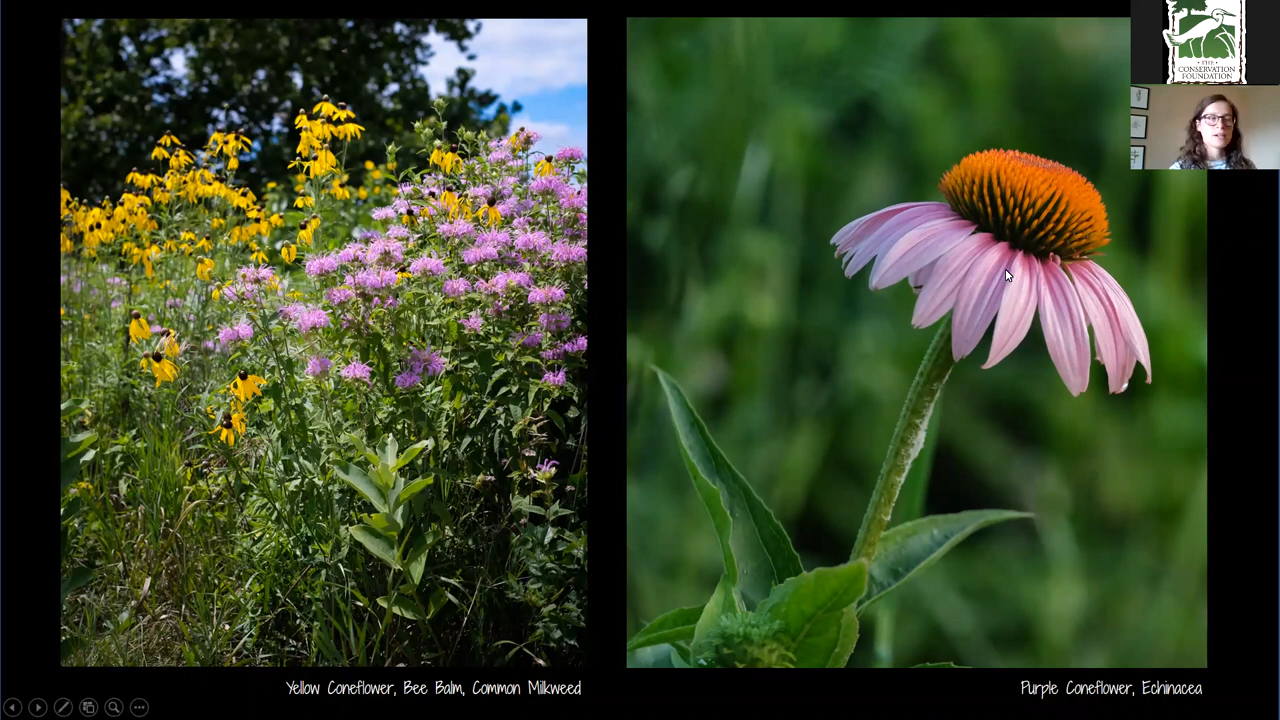 • THE •
CONSERVATION
FOUNDATION
Yellow Coneflower, Bee Balm, Common Milkweed
Purple Coneflower, Echinacea